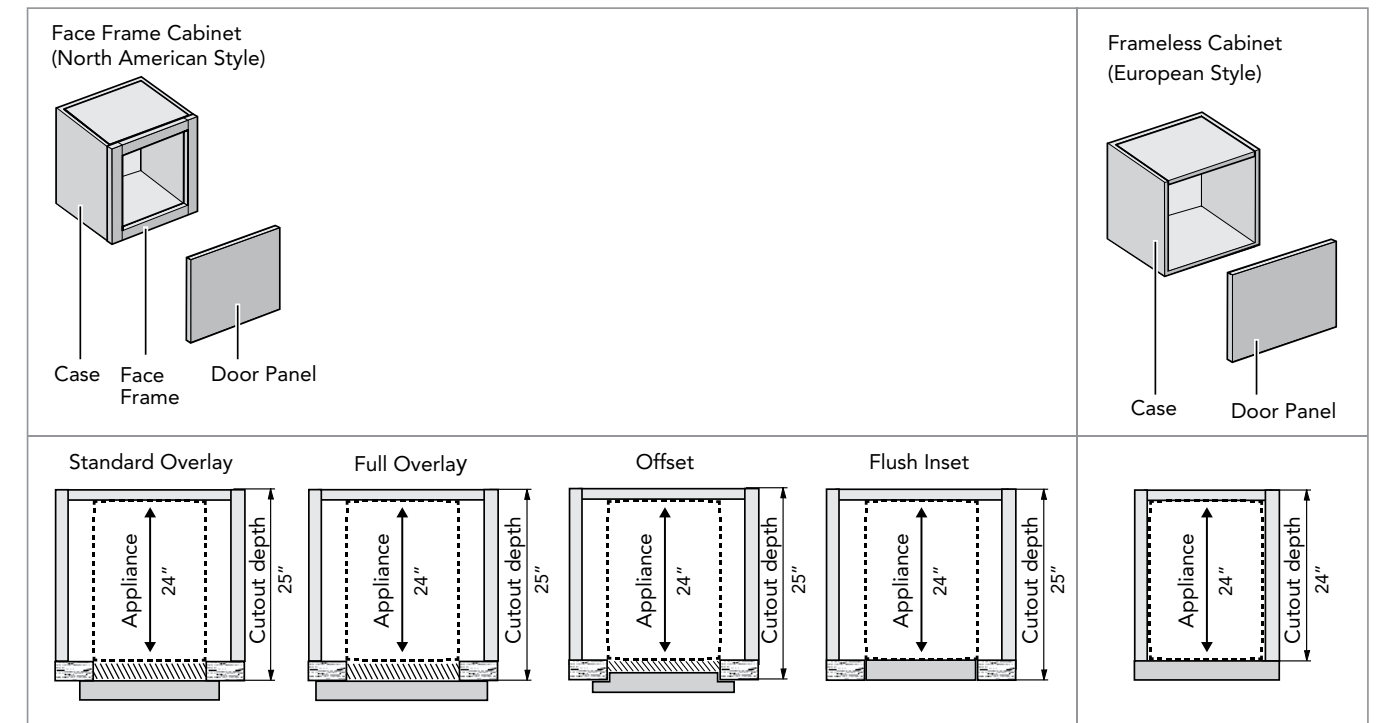 Face Frame Cabinet
(North American Style)
Case
Face
Frame
Door Panel
Frameless Cabinet
(European Style)
Case
Door Panel
Standard Overlay
Appliance
24"
Cutout depth
25"
Full Overlay
Appliance
24"
Cutout depth
25"
Offset
Appliance
24"
Cutout depth
25"
Flush Inset
Appliance
24"
Cutout depth
25"
Appliance
24"
Cutout depth
24"